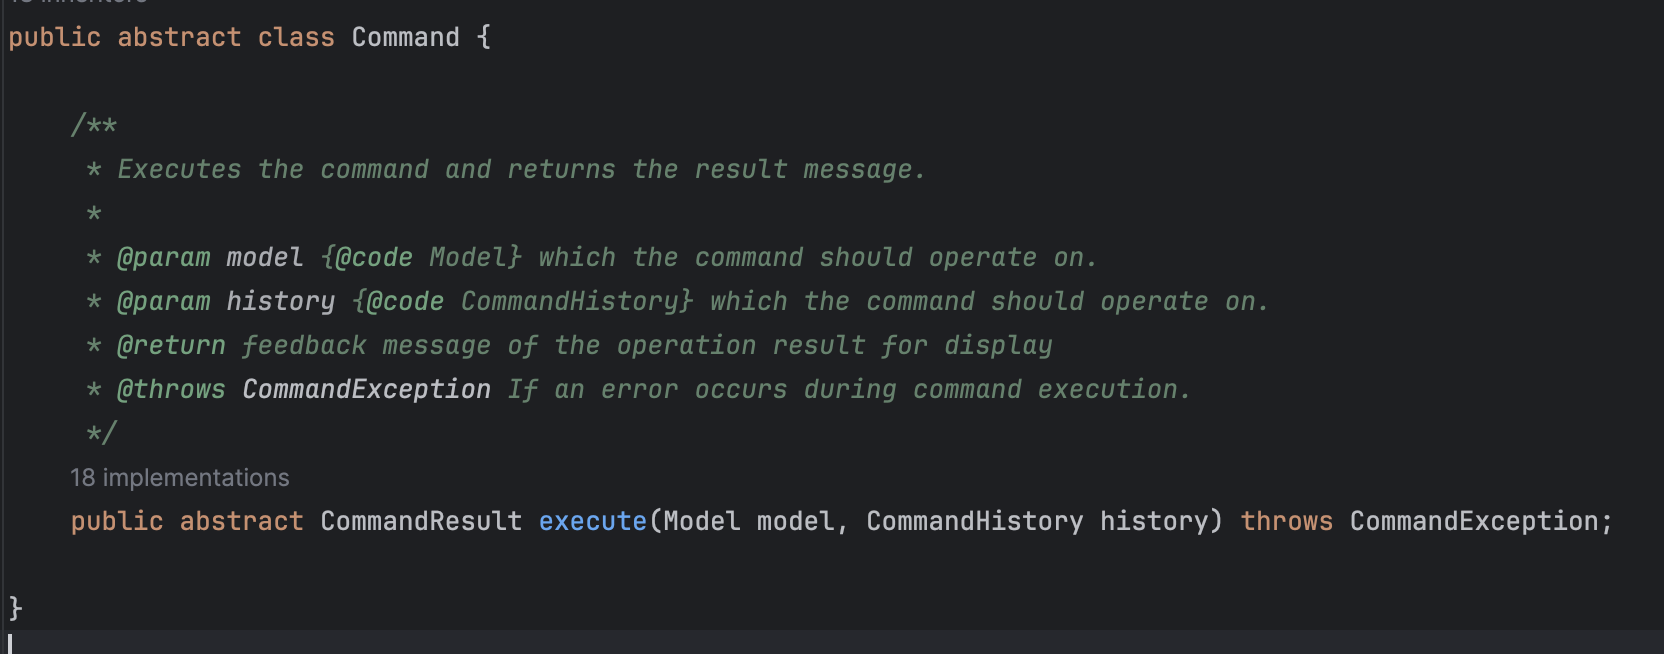 public abstract class Command {
/**
* Executes the command and returns the result message.
*
* @param model {@code Model} which the command should operate on.
* @param history {@code CommandHistory} which the command should operate on.
* @return feedback message of the operation result for display
* @throws CommandException If an error occurs during command execution.
*/
18 implementations
public abstract CommandResult execute(Model model, CommandHistory history) throws CommandException;
}